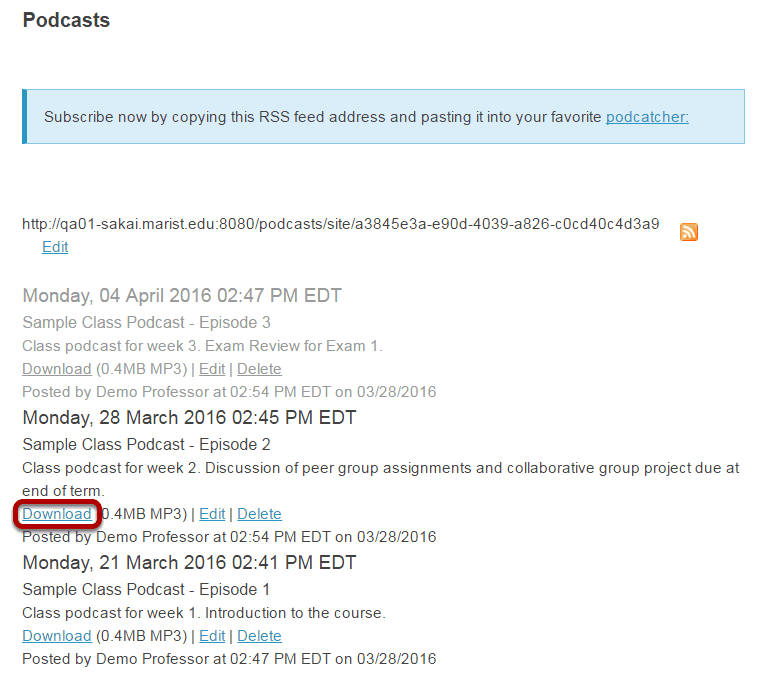 Podcasts
Subscribe now by copying this RSS feed address and pasting it into your favorite podcatcher:
http://qa01-sakai.marist.edu:8080/podcasts/site/a3845e3a-e90d-4039-a826-c0cd40c4d3a9
Edit
Monday, 04 April 2016 02:47 PM EDT
Sample Class Podcast - Episode 3
Class podcast for week 3. Exam Review for Exam 1.
Download (0.4MB MP3) | Edit | Delete
Posted by Demo Professor at 02:54 PM EDT on 03/28/2016
Monday, 28 March 2016 02:45 PM EDT
Sample Class Podcast - Episode 2
Class podcast for week 2. Discussion of peer group assignments and collaborative group project due at
end of term.
Download (0.4MB MP3) | Edit | Delete
Posted by Demo Professor at 02:54 PM EDT on 03/28/2016
Monday, 21 March 2016 02:41 PM EDT
Sample Class Podcast - Episode 1
Class podcast for week 1. Introduction to the course.
Download (0.4MB MP3) | Edit | Delete
Posted by Demo Professor at 02:47 PM EDT on 03/28/2016